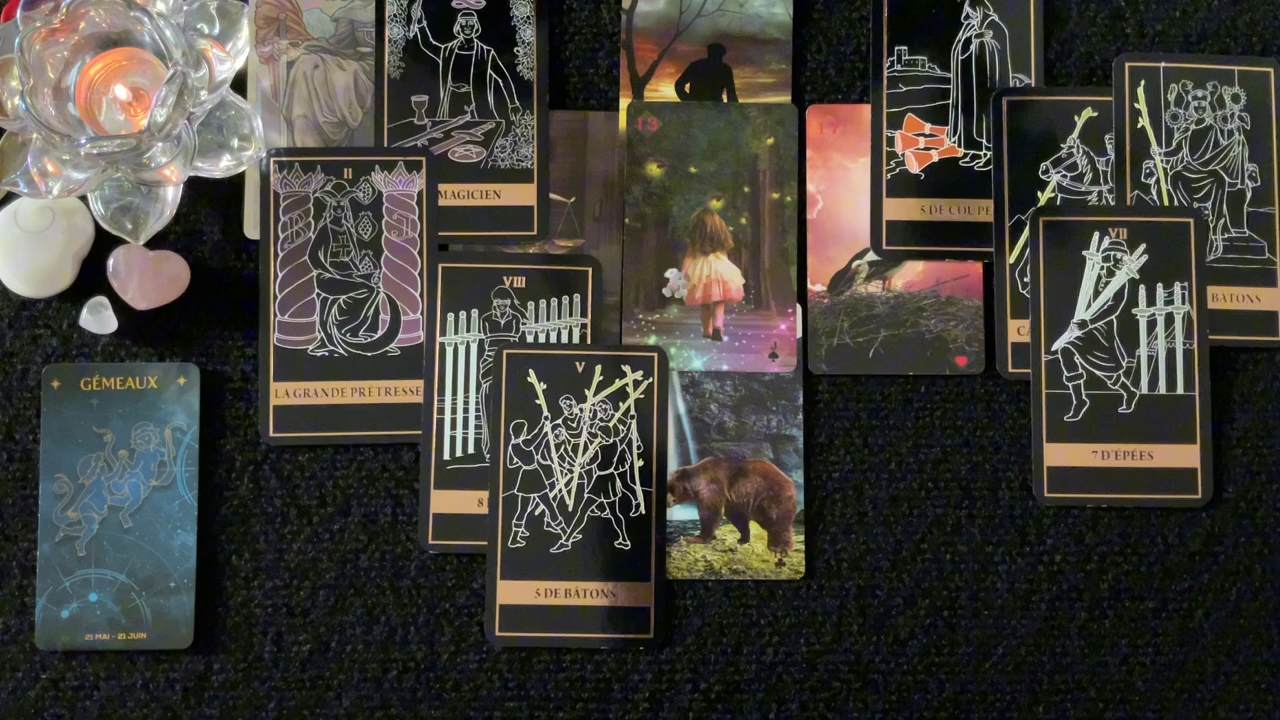 MAGICIEN
13
17
5 DE COUPE
II
B J
LA GRANDE PRÊTRESSE
VIII
8
BÂTONS
VII
7 D'ÉPÉES
V
5 DE BÂTONS
GÉMEAUX
21 MAI - 21 JUIN